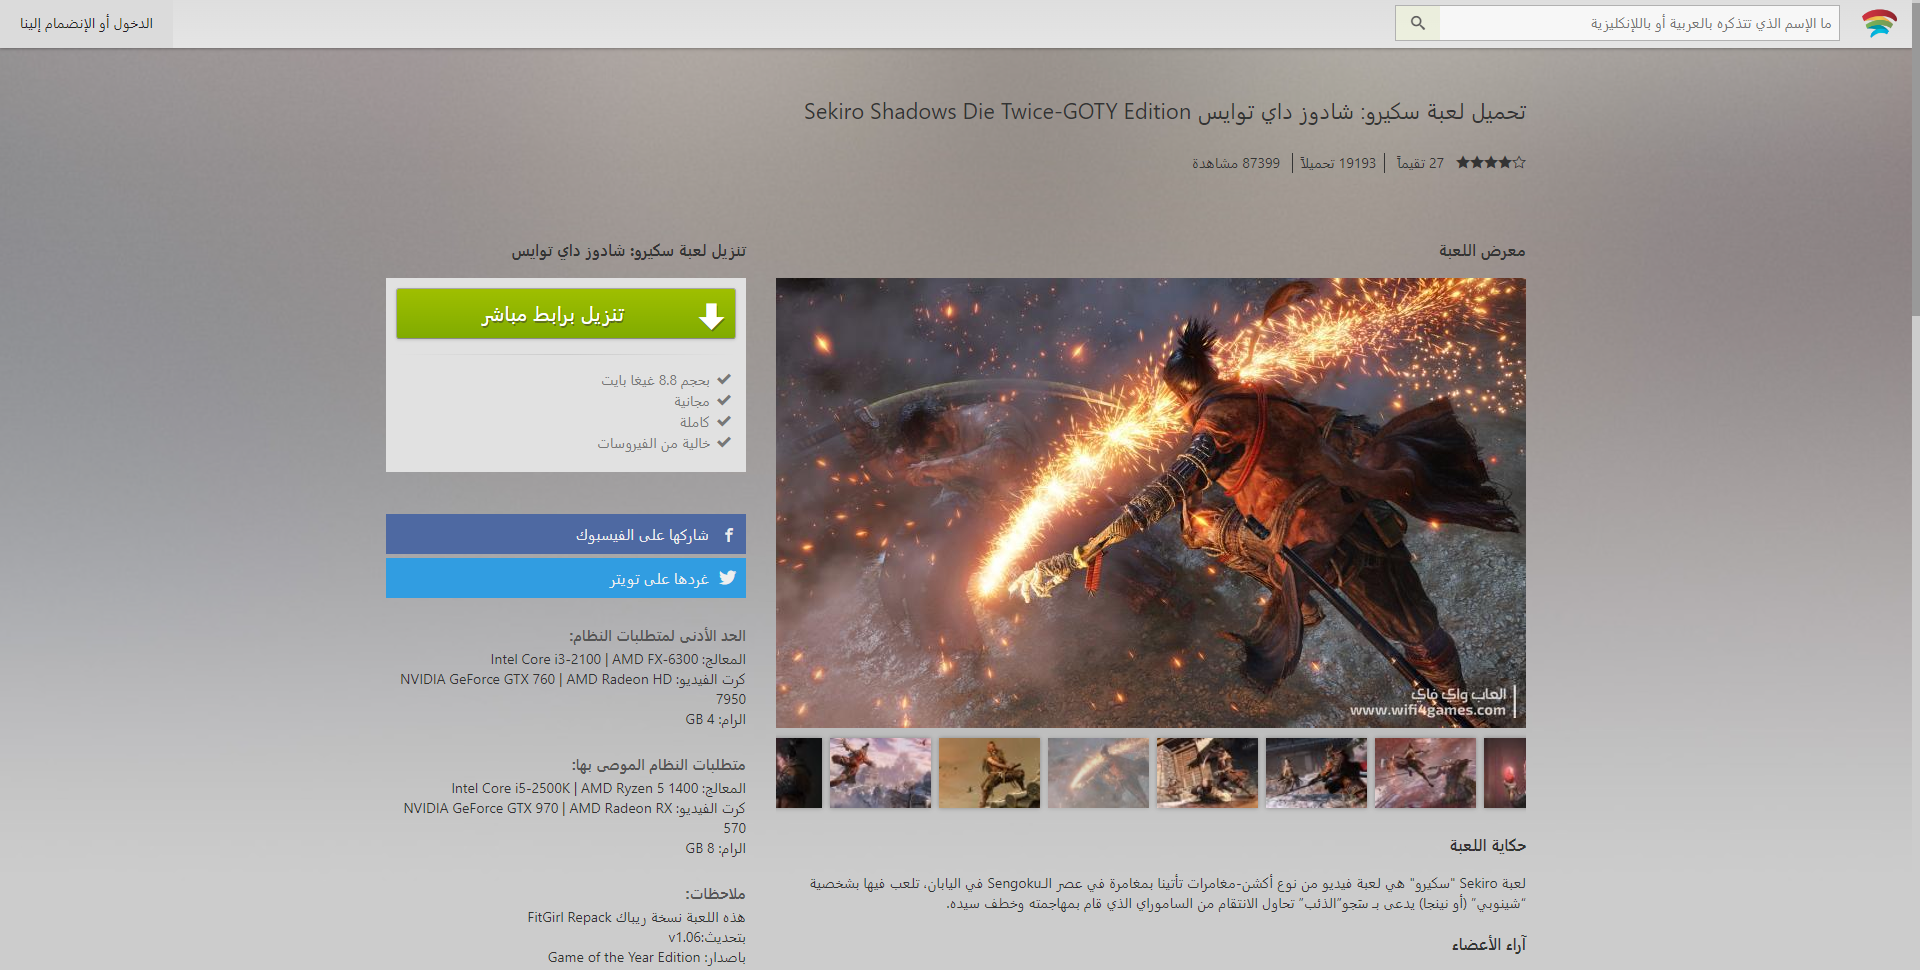 ما الإسم الذي تتذكره بالعربية أو باللإنكليزية
الدخول أو الإنضمام إلينا
تحميل لعبة سكيرو: شادوز داي توايس Sekiro Shadows Die Twice-GOTY Edition
27 تقيماً | 19193 تحميلاً | 87399 مشاهدة
معرض اللعبة
العاب واي فاي
www.wifi4games.com
حكاية اللعبة
لعبة Sekiro "سكيرو" هي لعبة فيديو من نوع أكشن-مغامرات تأتينا بمغامرة في عصر الـSengoku في اليابان، تلعب فيها بشخصية
"شينوبي" (أو نينجا) يدعى بـ سّجو"الذئب" تحاول الانتقام من الساموراي الذي قام بمهاجمته وخطف سيده.
آراء الأعضاء
تنزيل لعبة سكيرو: شادوز داي توايس
تنزيل برابط مباشر
بحجم 8.8 غيغا بايت
مجانية
كاملة
خالية من الفيروسات
شاركها على الفيسبوك
غردها على تويتر
الحد الأدنى لمتطلبات النظام:
المعالج: Intel Core i3-2100 | AMD FX-6300
كرت الفيديو: NVIDIA GeForce GTX 760 | AMD Radeon HD
7950
الرام: 4 GB
متطلبات النظام الموصى بها:
المعالج: Intel Core i5-2500K | AMD Ryzen 5 1400
كرت الفيديو: NVIDIA GeForce GTX 970 | AMD Radeon RX
570
الرام: 8 GB
ملاحظات:
هذه اللعبة نسخة ريباك FitGirl Repack
بتحديث:v1.06
باصدار: Game of the Year Edition